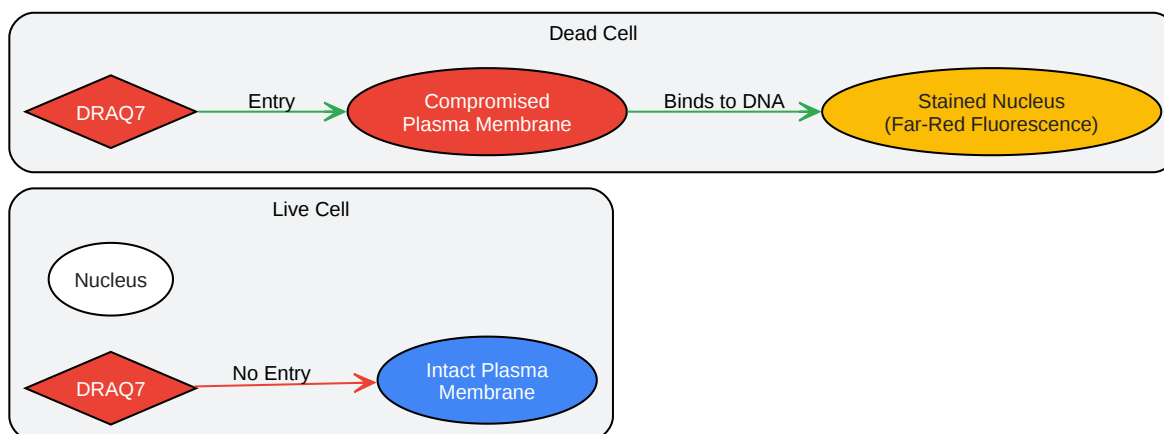 Dead Cell
DRAQ7
Entry
Compromised
Plasma Membrane
Binds to DNA
Stained Nucleus
(Far-Red Fluorescence)
Live Cell
Nucleus
DRAQ7
No Entry
Intact Plasma
Membrane